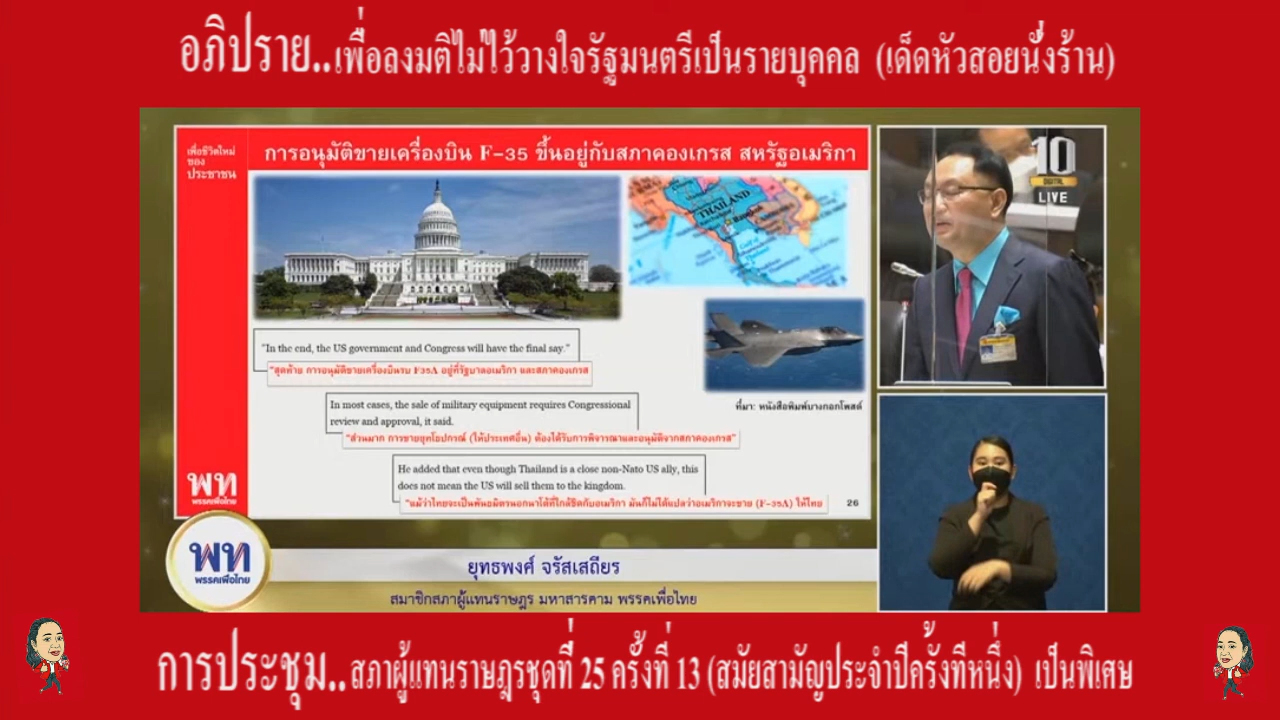 อภิปราย..เพื่อลงมติไม่ไว้วางใจรัฐมนตรีเป็นรายบุคคล (เด็ดหัวสอยนั่งร้าน)
เพื่อชีวิตใหม่
ของ
ประชาชน
การอนุมัติขายเครื่องบิน F-35 ขึ้นอยู่กับสภาคองเกรส สหรัฐอเมริกา
10
DIGITAL
LIVE
THAILAND
Bangkok
"In the end, the US government and Congress will have the final say."
"สุดท้าย การอนุมัติขายเครื่องบินรบ F35A อยู่ที่รัฐบาลอเมริกา และสภาคองเกรส
ที่มา: หนังสือพิมพ์บางกอกโพสต์
In most cases, the sale of military equipment requires Congressional
review and approval, it said.
"ส่วนมาก การขายยุทโธปกรณ์ (ให้ประเทศอื่น) ต้องได้รับการพิจารณาและอนุมัติจากสภาคองเกรส"
He added that even though Thailand is a close non-Nato US ally, this
does not mean the US will sell them to the kingdom.
"แม้ว่าไทยจะเป็นพันธมิตรนอกนาโต้ที่ใกล้ชิดกับอเมริกา มันก็ไม่ได้แปลว่าอเมริกาจะขาย (F-35A) ให้ไทย
26
พท
พรรคเพื่อไทย
พท
พรรคเพื่อไทย
ยุทธพงศ์ จรัสเสถียร
สมาชิกสภาผู้แทนราษฎร มหาสารคาม พรรคเพื่อไทย
การประชุม..สภาผู้แทนราษฎรชุดที่ 25 ครั้งที่ 13 (สมัยสามัญประจำปีครั้งทีหนึ่ง) เป็นพิเศษ